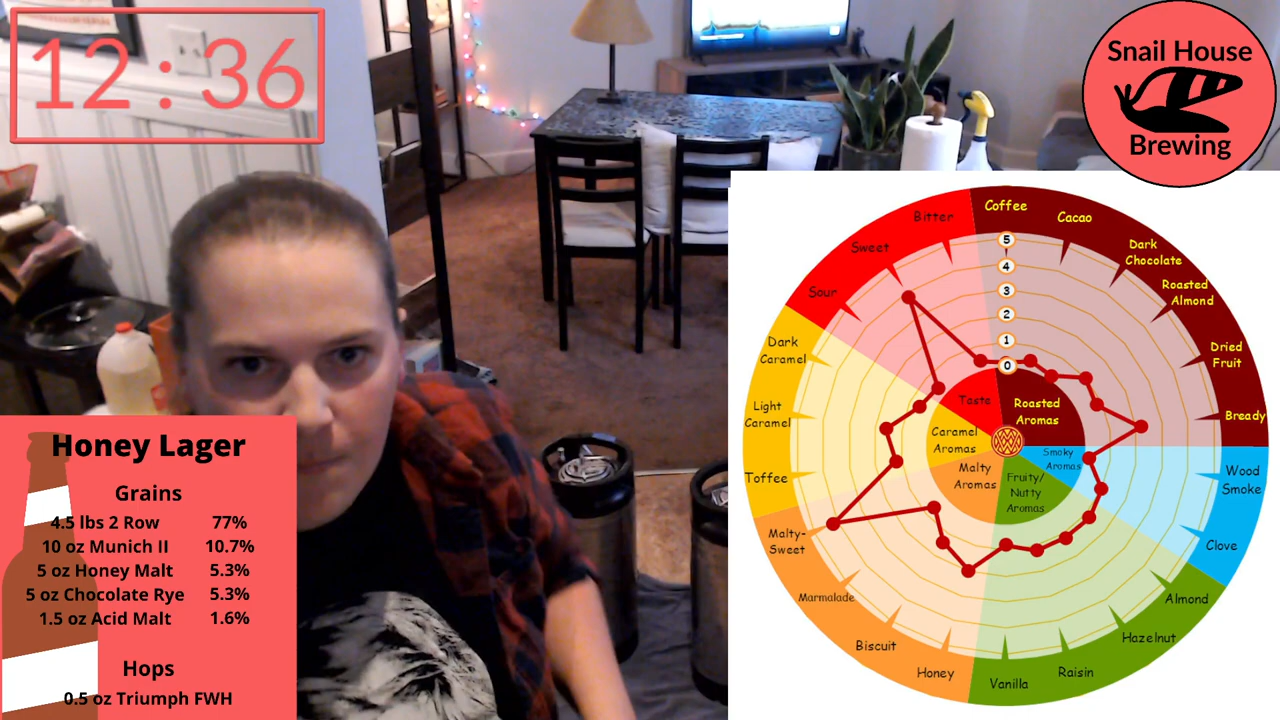 12:36
Snail House
Brewing
Honey Lager
Grains
4.5 lbs 2 Row 77%
10 oz Munich II 10.7%
5 oz Honey Malt 5.3%
5 oz Chocolate Rye 5.3%
1.5 oz Acid Malt 1.6%
Hops
0.5 oz Triumph FWH
Coffee
Cacao
Dark
Chocolate
Roasted
Almond
Dried
Fruit
Bready
Wood
Smoke
Clove
Almond
Hazelnut
Raisin
Vanilla
Honey
Biscuit
Marmalade
Malty-
Sweet
Toffee
Light
Caramel
Dark
Caramel
Sour
Sweet
Bitter
5
4
3
2
1
0
Taste
Roasted
Aromas
Caramel
Aromas
Smoky
Aromas
Malty
Aromas
Fruity/
Nutty
Aromas